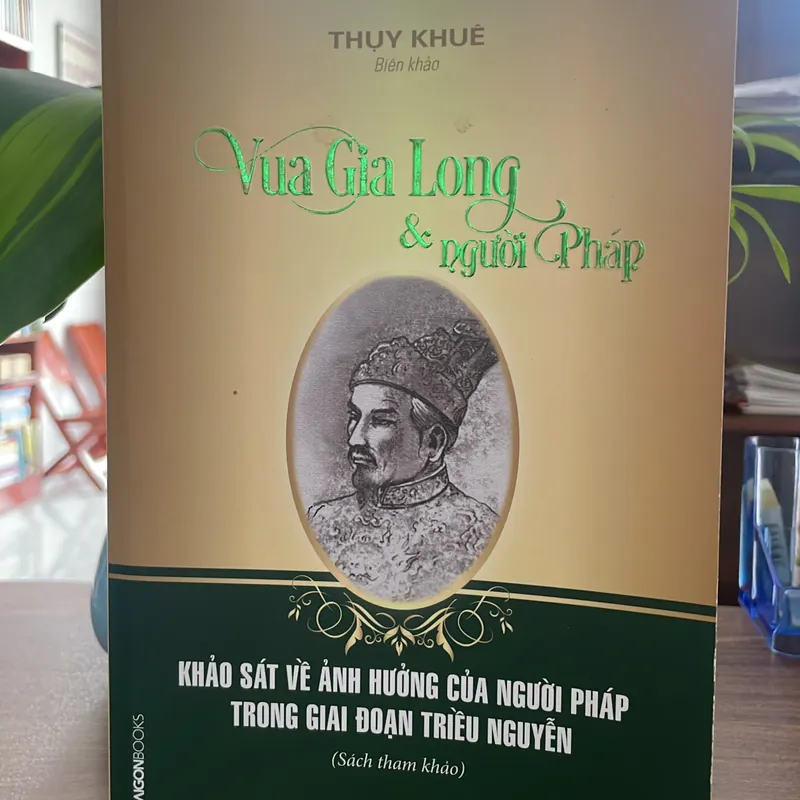 THỤY KHUÊ
Biên khảo
Vua Gia Long
& người Pháp
KHẢO SÁT VỀ ẢNH HƯỞNG CỦA NGƯỜI PHÁP
TRONG GIAI ĐOẠN TRIỀU NGUYỄN
(Sách tham khảo)
AIGONBOOKS